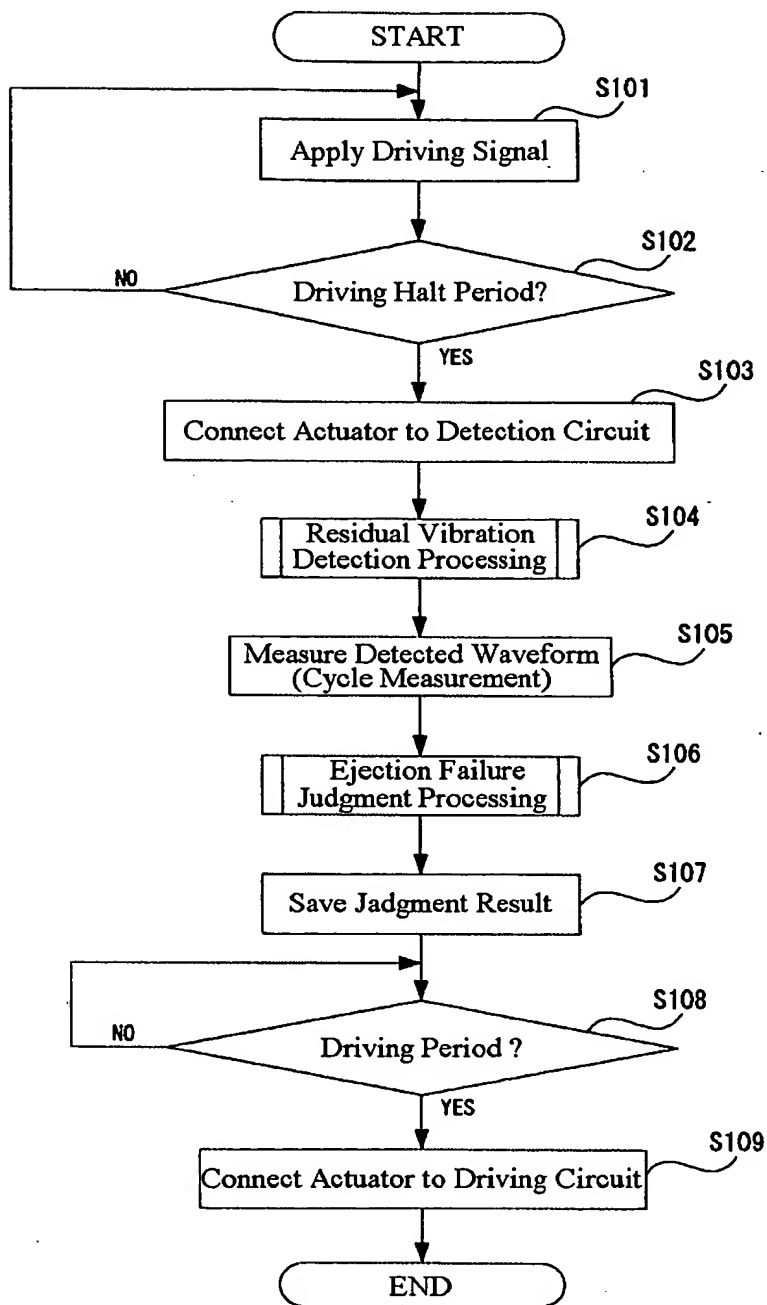 START
S101
Apply Driving Signal
S102
Driving Halt Period?
NO
YES
S103
Connect Actuator to Detection Circuit
S104
Residual Vibration
Detection Processing
S105
Measure Detected Waveform
(Cycle Measurement)
S106
Ejection Failure
Judgment Processing
S107
Save Jadgment Result
S108
Driving Period ?
NO
YES
S109
Connect Actuator to Driving Circuit
END